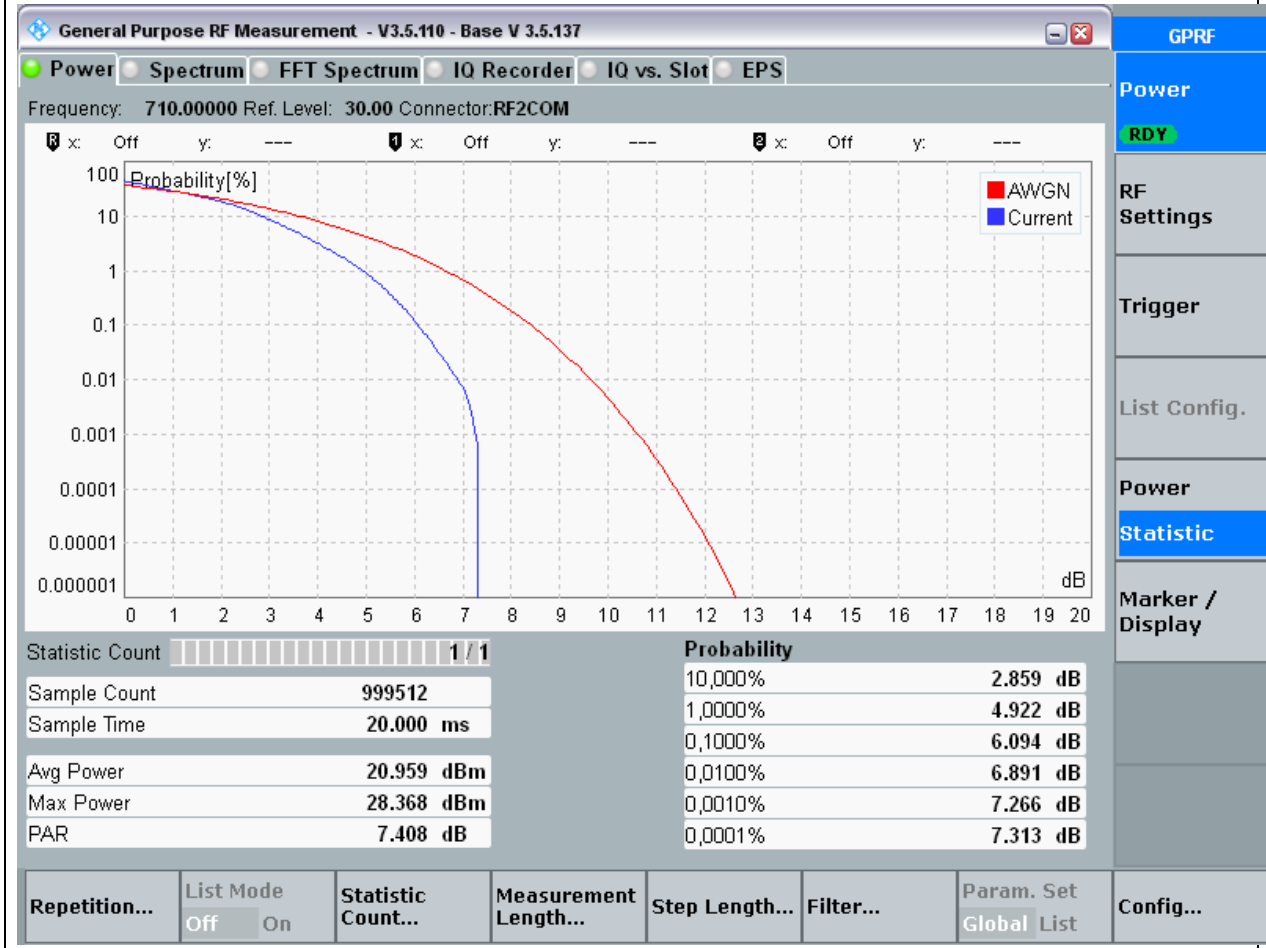 General Purpose RF Measurement - V3.5.110 - Base V 3.5.137
GPRF
Power Spectrum FFT Spectrum IQ Recorder IQ vs. Slot EPS
Frequency: 710.00000 Ref. Level: 30.00 Connector:RF2COM
R x: Off y: --- 1 x: Off y: --- 2 x: Off y: ---
Probability[%]
100
10
1
0.1
0.01
0.001
0.0001
0.00001
0.000001
AWGN
Current
dB
0 1 2 3 4 5 6 7 8 9 10 11 12 13 14 15 16 17 18 19 20
Statistic Count 1 / 1
Sample Count 999512
Sample Time 20.000 ms
Avg Power 20.959 dBm
Max Power 28.368 dBm
PAR 7.408 dB
Probability
10,000% 2.859 dB
1,0000% 4.922 dB
0,1000% 6.094 dB
0,0100% 6.891 dB
0,0010% 7.266 dB
0,0001% 7.313 dB
Power
RDY
RF
Settings
Trigger
List Config.
Power
Statistic
Marker /
Display
Repetition...
List Mode
Off On
Statistic
Count...
Measurement
Length...
Step Length...
Filter...
Param. Set
Global List
Config...